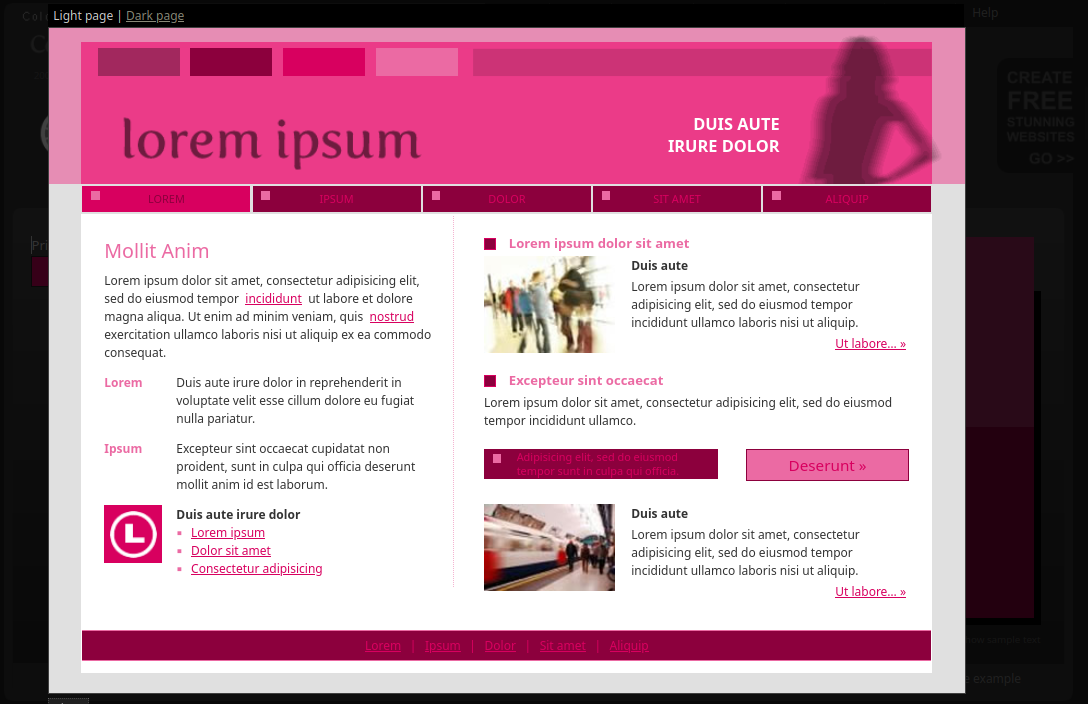 Light page | Dark page
Help
CREATE
FREE
STUNNING
WEBSITES
GO >>
lorem ipsum
DUIS AUTE
IRURE DOLOR
LOREM
IPSUM
DOLOR
SIT AMET
ALIQUIP
Mollit Anim
Lorem ipsum dolor sit amet, consectetur adipisicing elit,
sed do eiusmod tempor incididunt ut labore et dolore
magna aliqua. Ut enim ad minim veniam, quis nostrud
exercitation ullamco laboris nisi ut aliquip ex ea commodo
consequat.
Lorem
Duis aute irure dolor in reprehenderit in
voluptate velit esse cillum dolore eu fugiat
nulla pariatur.
Ipsum
Excepteur sint occaecat cupidatat non
proident, sunt in culpa qui officia deserunt
mollit anim id est laborum.
L
Duis aute irure dolor
Lorem ipsum
Dolor sit amet
Consectetur adipisicing
Lorem ipsum dolor sit amet
Duis aute
Lorem ipsum dolor sit amet, consectetur
adipisicing elit, sed do eiusmod tempor
incididunt ullamco laboris nisi ut aliquip.
Ut labore... »
Excepteur sint occaecat
Lorem ipsum dolor sit amet, consectetur adipisicing elit, sed do eiusmod
tempor incididunt ullamco.
Adipisicing elit, sed do eiusmod
tempor sunt in culpa qui officia.
Deserunt »
Duis aute
Lorem ipsum dolor sit amet, consectetur
adipisicing elit, sed do eiusmod tempor
incididunt ullamco laboris nisi ut aliquip.
Ut labore... »
Lorem | Ipsum | Dolor | Sit amet | Aliquip
example